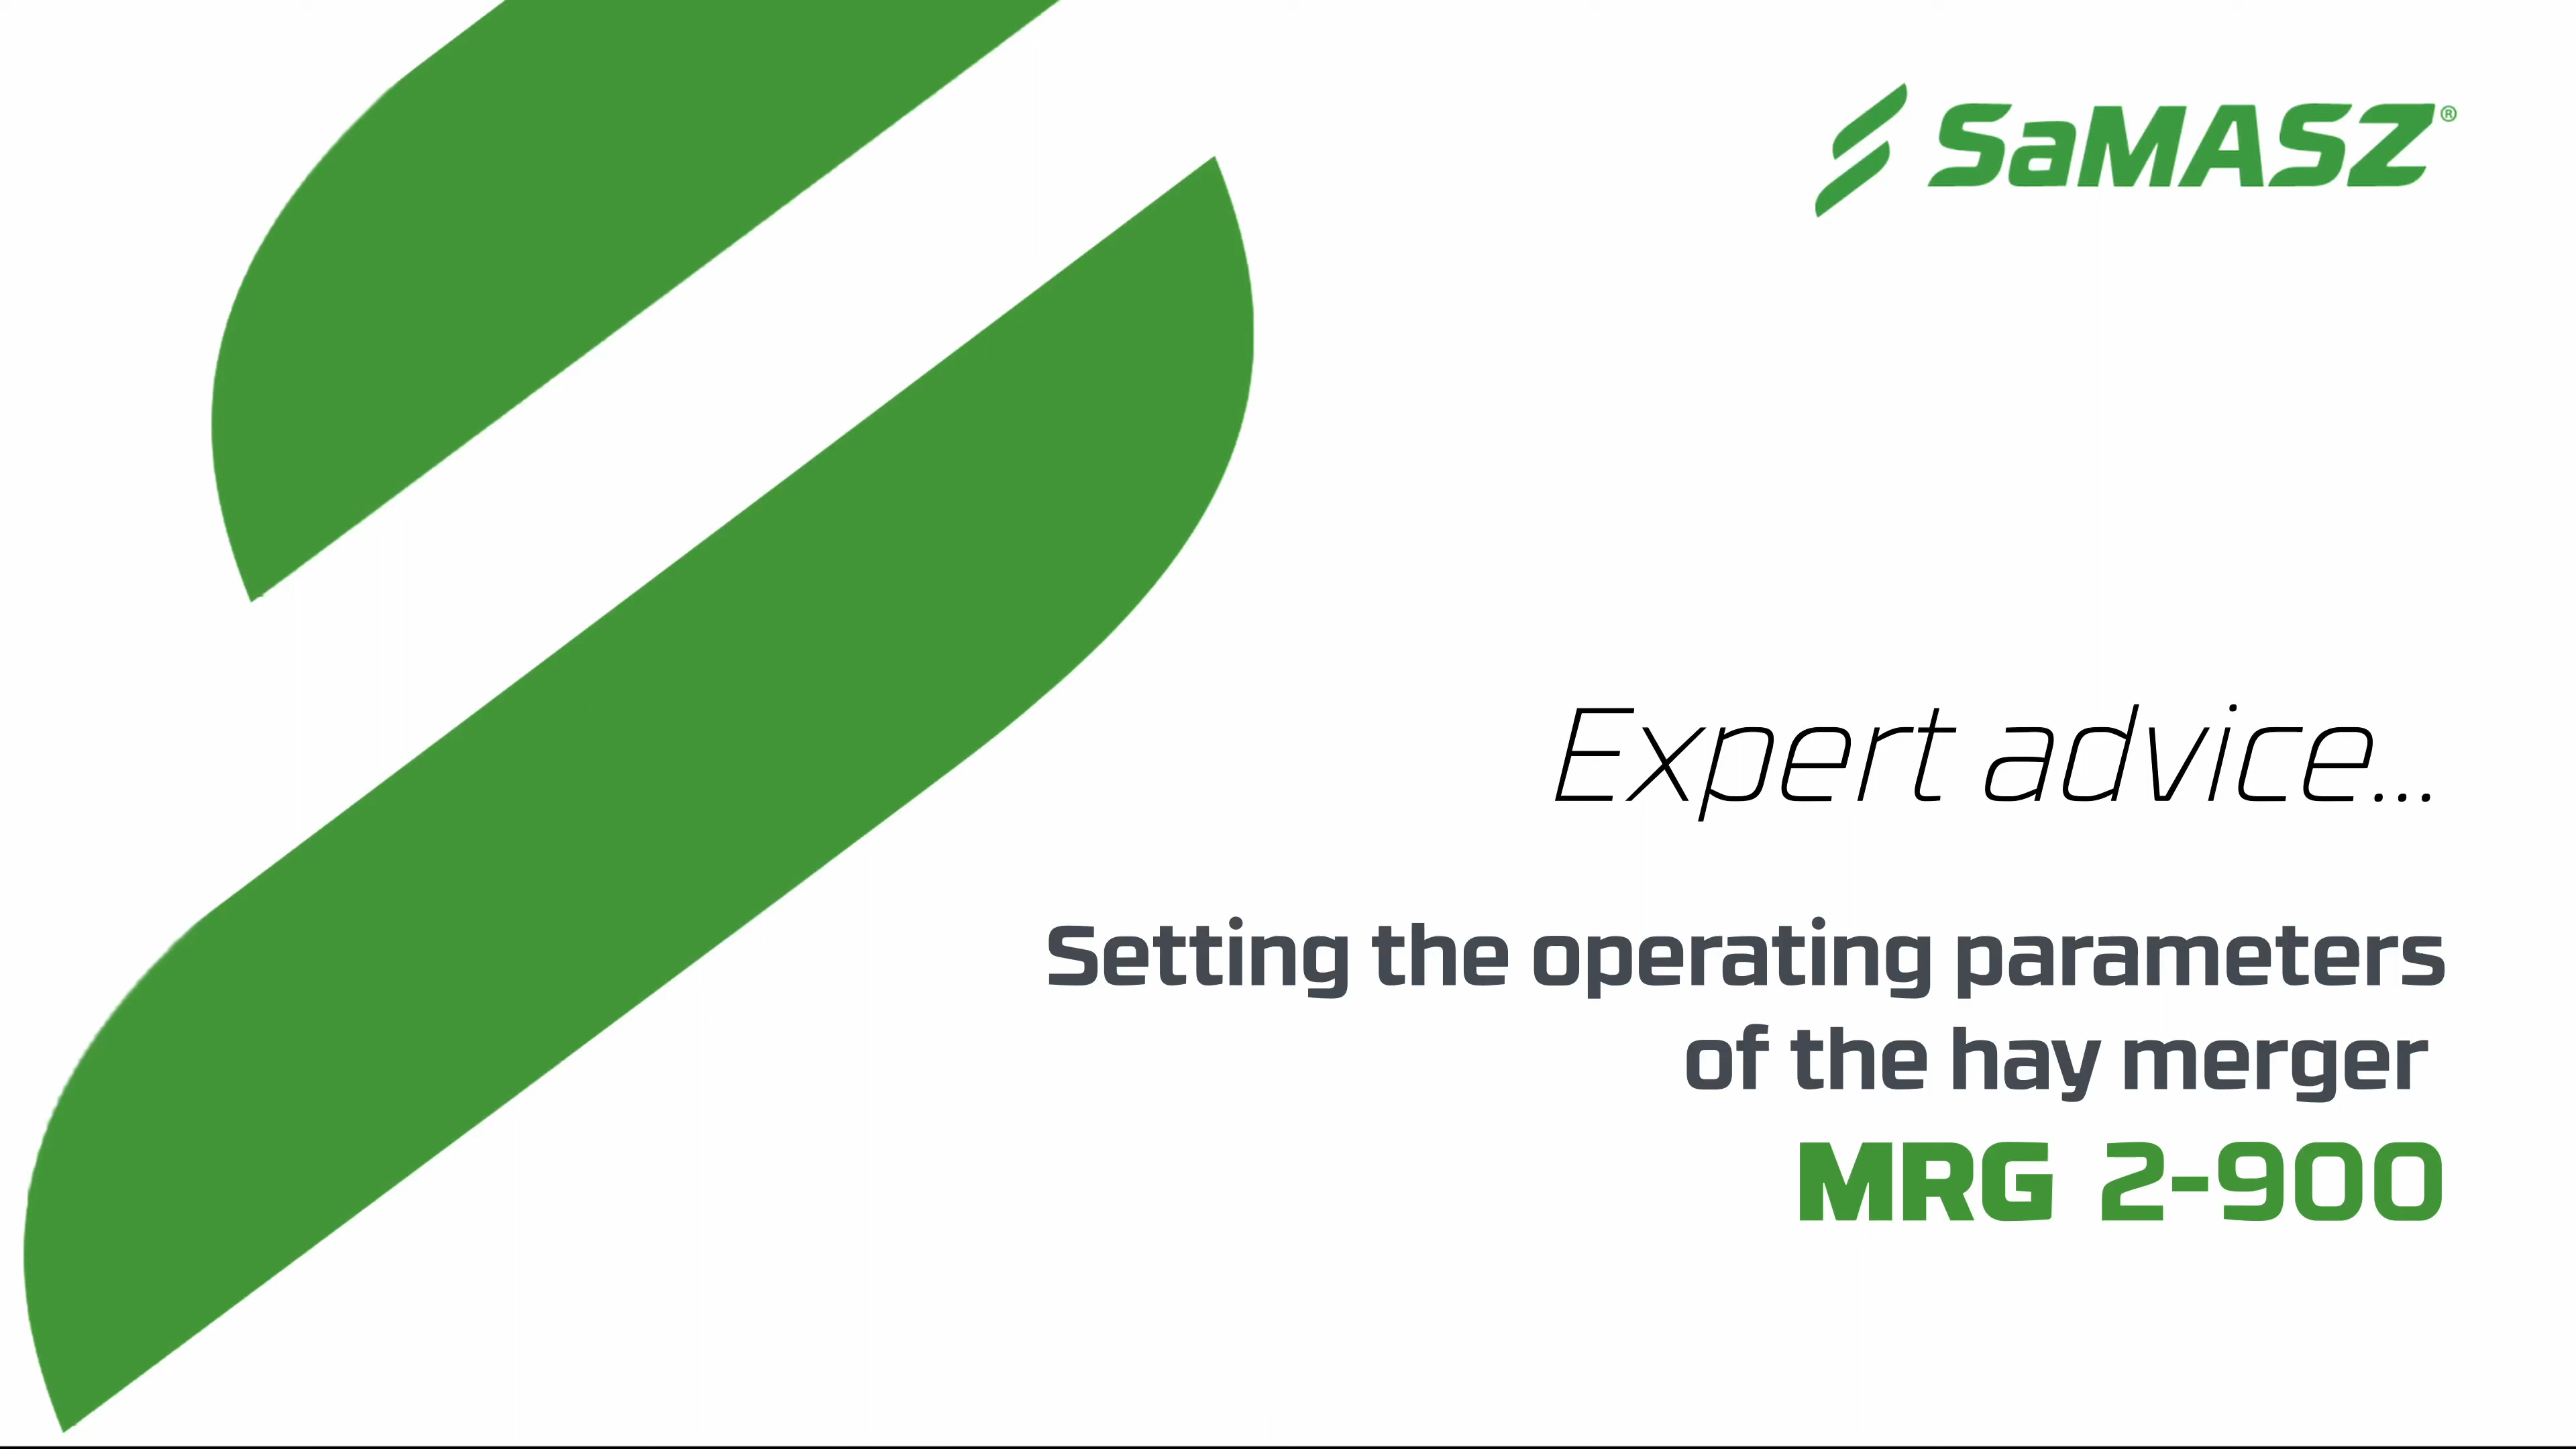 SaMASZ®
Expert advice...
Setting the operating parameters
of the hay merger
MRG 2-900